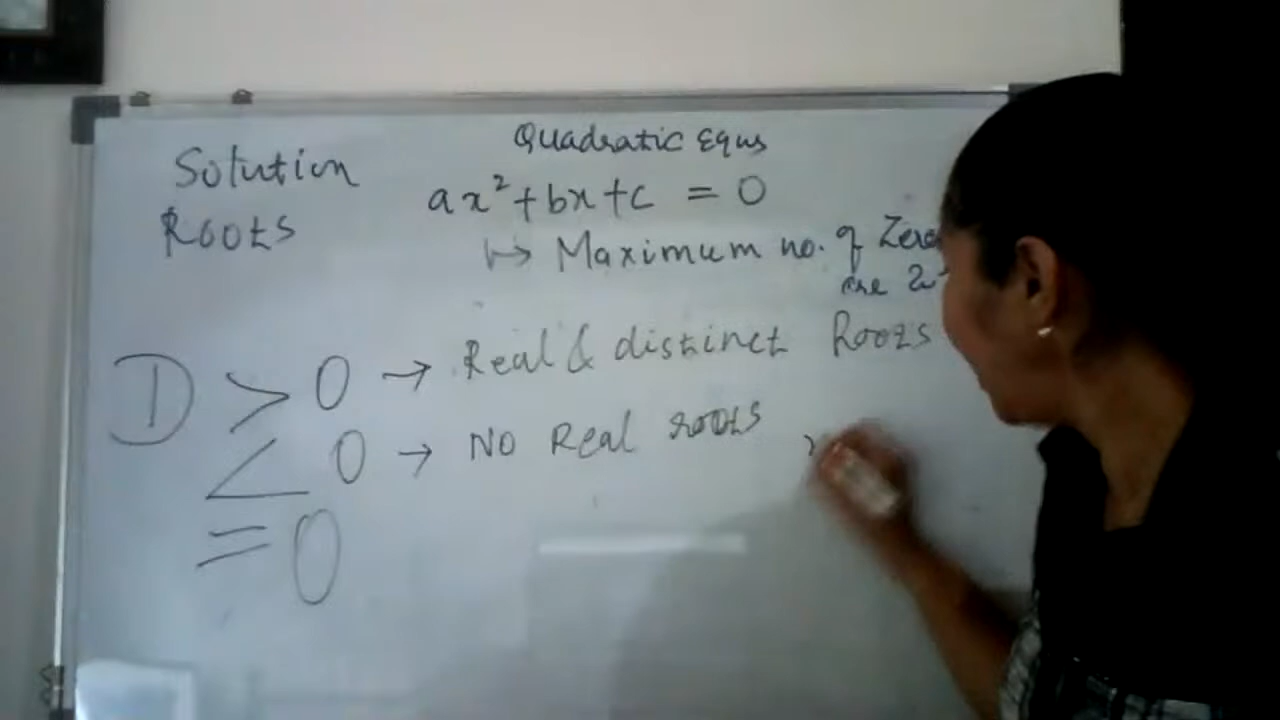 Quadratic Eqns
Solution
Roots
ax²+bx+c = 0
↦ Maximum no. of Zero
are 2
D > 0 → Real & distinct Roots
< 0 → NO Real roots
= 0